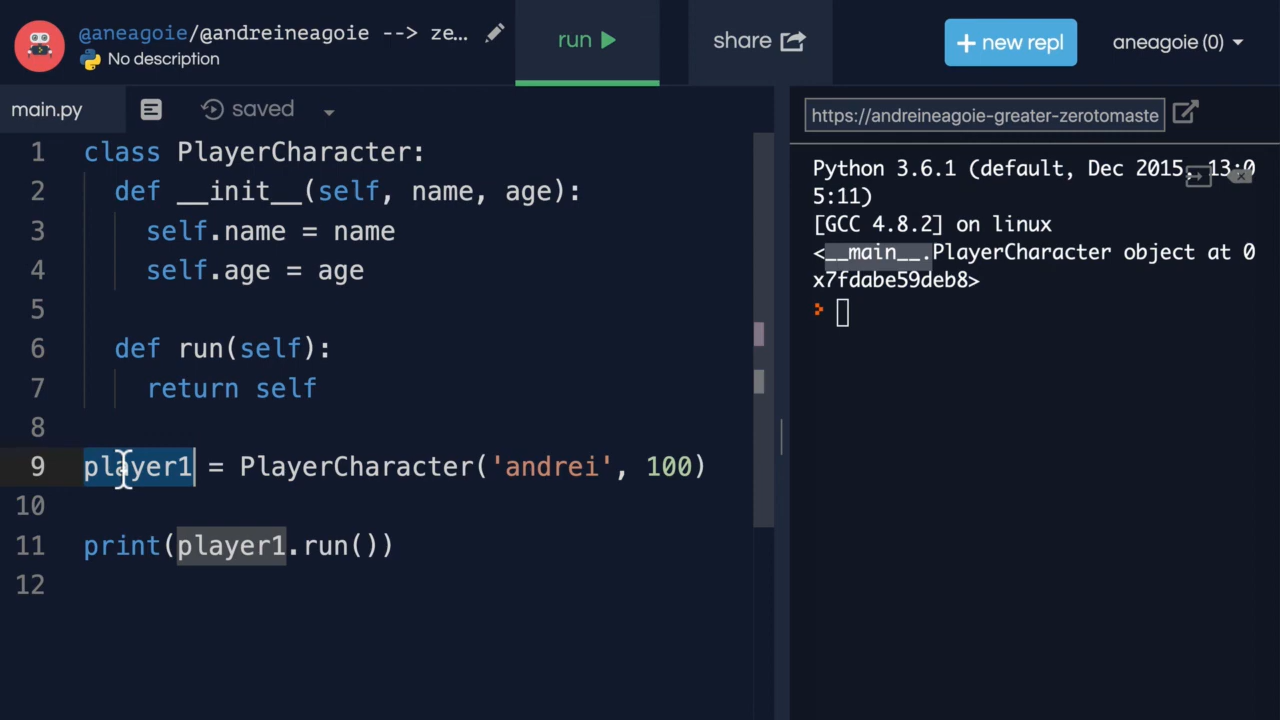 @aneagoie/@andreineagoie --> ze...
No description
run
share
+ new repl
aneagoie (0)
main.py
saved
1 class PlayerCharacter:
2 def __init__(self, name, age):
3 self.name = name
4 self.age = age
5
6 def run(self):
7 return self
8
9 player1 = PlayerCharacter('andrei', 100)
10
11 print(player1.run())
12
https://andreineagoie-greater-zerotomaste
Python 3.6.1 (default, Dec 2015, 13:0
5:11)
[GCC 4.8.2] on linux
<__main__.PlayerCharacter object at 0
x7fdabe59deb8>